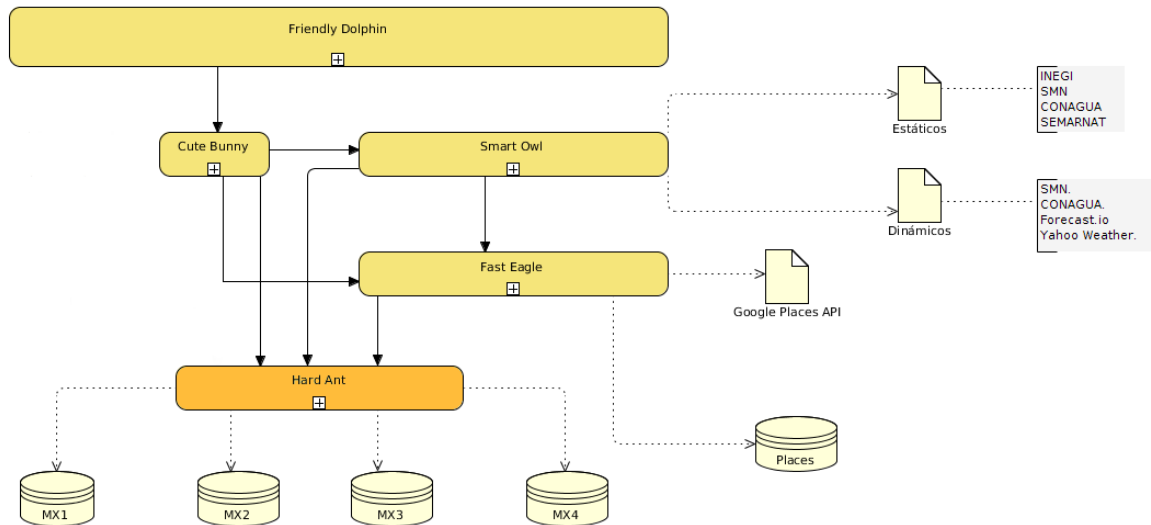 Friendly Dolphin
Cute Bunny
Smart Owl
Estáticos
INEGI
SMN
CONAGUA
SEMARNAT
Dinámicos
SMN.
CONAGUA.
Forecast.io
Yahoo Weather.
Fast Eagle
Google Places API
Hard Ant
Places
MX1
MX2
MX3
MX4